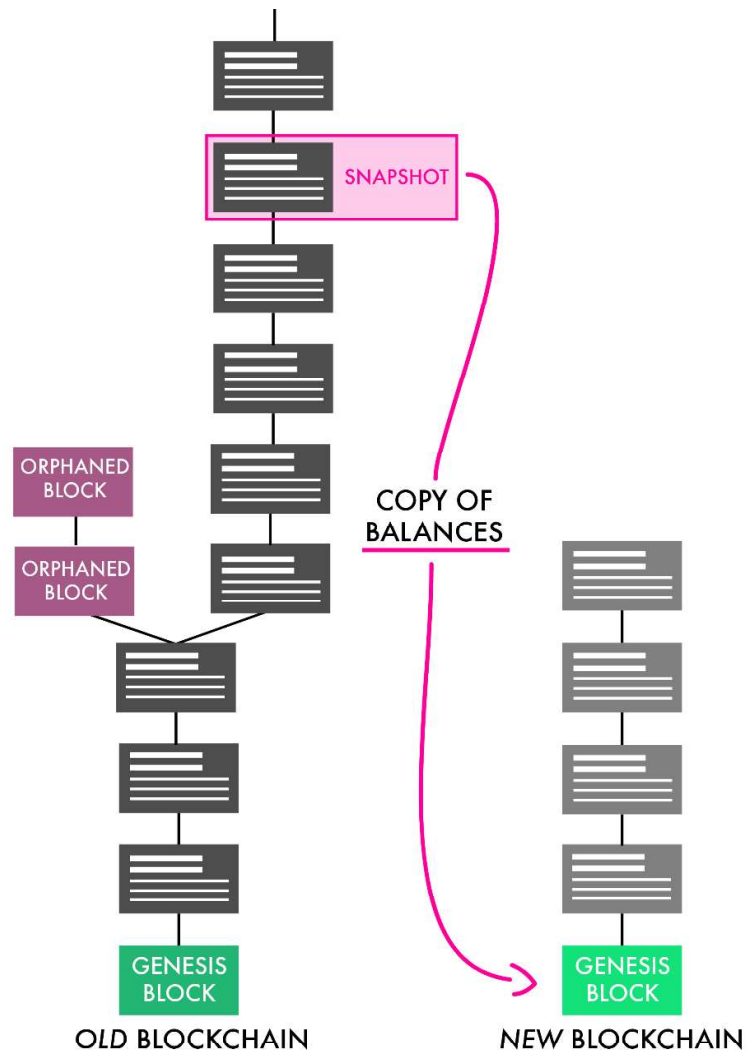 SNAPSHOT
ORPHANED
BLOCK
ORPHANED
BLOCK
COPY OF
BALANCES
GENESIS
BLOCK
OLD BLOCKCHAIN
GENESIS
BLOCK
NEW BLOCKCHAIN